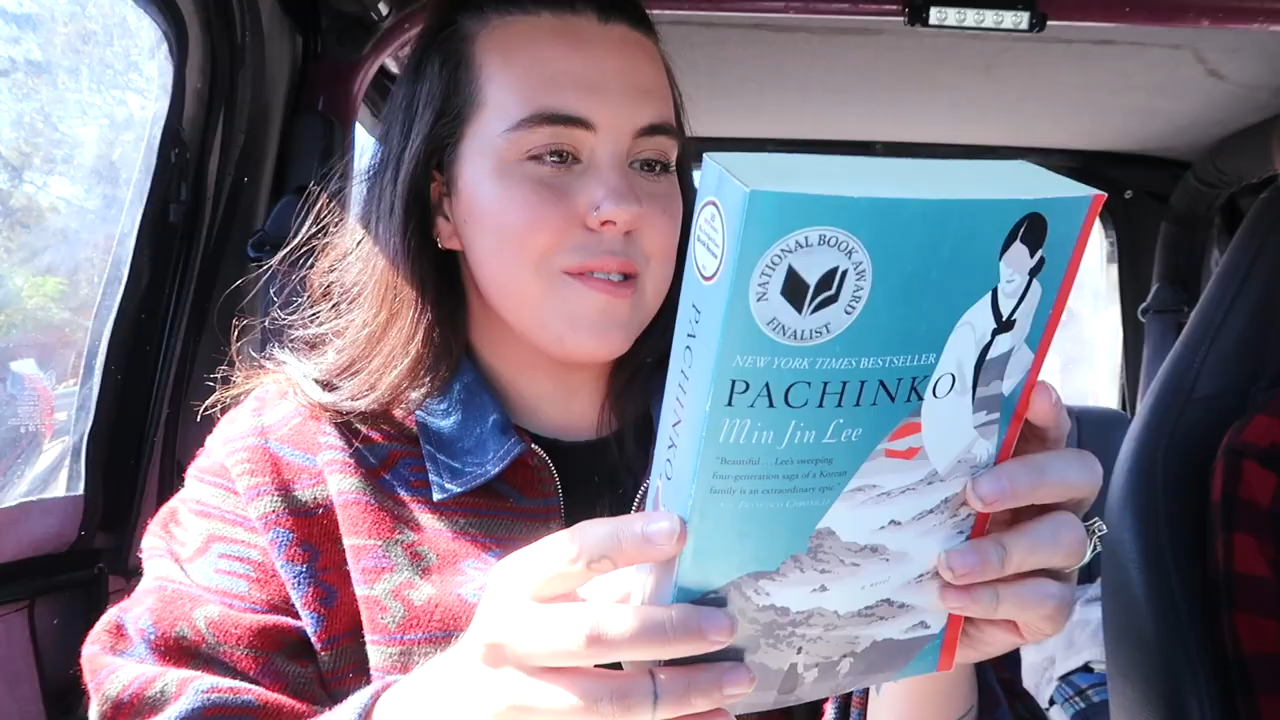 NATIONAL BOOK AWARD
FINALIST
NEW YORK TIMES BESTSELLER
PACHINKO
Min Jin Lee
"Beautiful . . . Lee's sweeping
four-generation saga of a Korean
family is an extraordinary epic."
a novel
PACHINKO